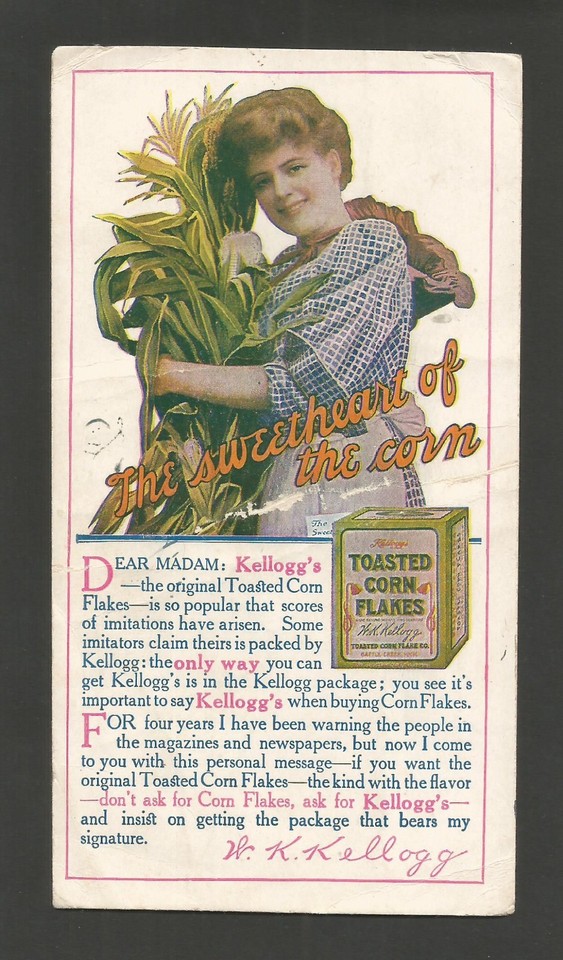 The sweetheart of
the corn
The
Sweet
Kellogg's
TOASTED
CORN
FLAKES
W.K.Kellogg
TOASTED CORN FLAKE CO.
BATTLE CREEK, MICH.
DEAR MADAM: Kellogg's
—the original Toasted Corn
Flakes—is so popular that scores
of imitations have arisen. Some
imitators claim theirs is packed by
Kellogg: the only way you can
get Kellogg's is in the Kellogg package; you see it's
important to say Kellogg's when buying Corn Flakes.
FOR four years I have been warning the people in
the magazines and newspapers, but now I come
to you with this personal message—if you want the
original Toasted Corn Flakes—the kind with the flavor
—don't ask for Corn Flakes, ask for Kellogg's—
and insist on getting the package that bears my
signature.
W. K. Kellogg